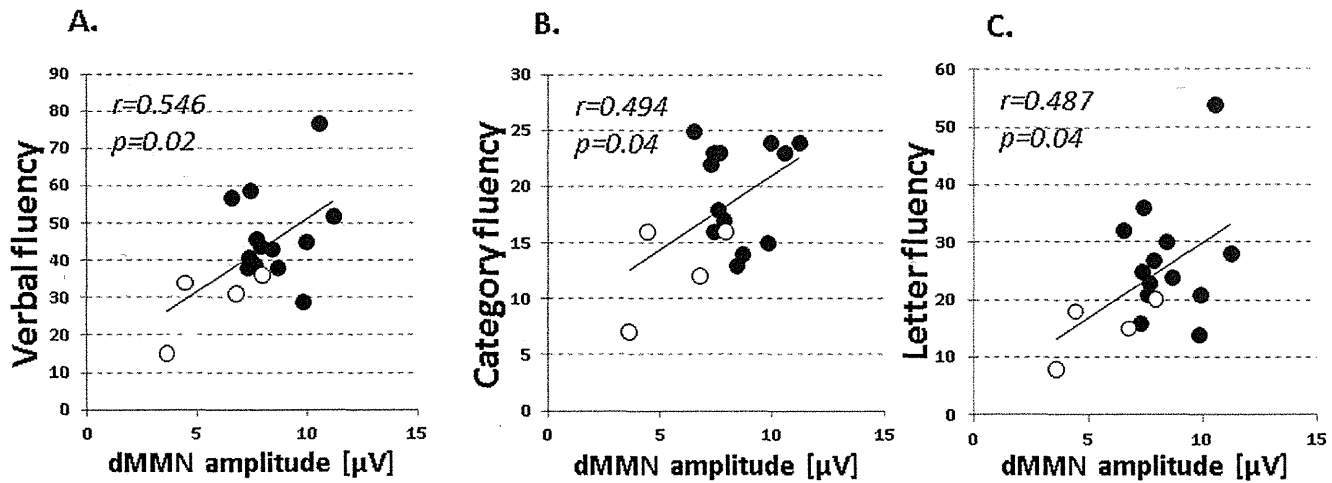 A.
Verbal fluency
90
80
70
60
50
40
30
20
10
0
r=0.546
p=0.02
0
5
10
15
dMMN amplitude [μV]
B.
Category fluency
30
25
20
15
10
5
0
r=0.494
p=0.04
0
5
10
15
dMMN amplitude [μV]
C.
Letter fluency
60
50
40
30
20
10
0
r=0.487
p=0.04
0
5
10
15
dMMN amplitude [μV]